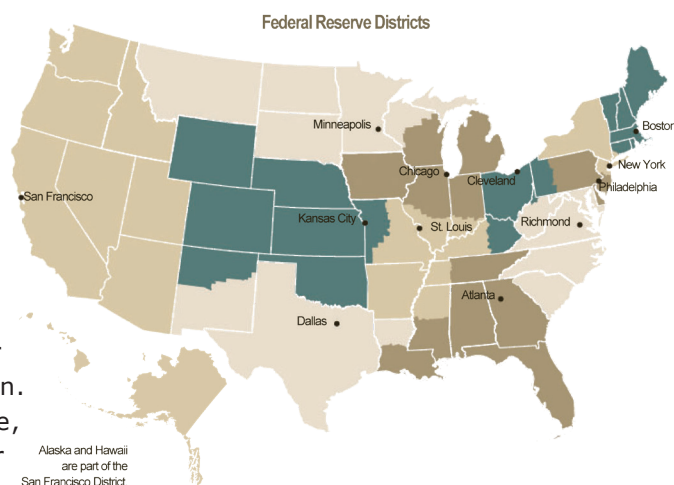 Federal Reserve Districts
Minneapolis
Boston
Chicago
Cleveland
New York
Philadelphia
San Francisco
Kansas City
St. Louis
Richmond
Atlanta
Dallas
n.
e,
Alaska and Hawaii
are part of the
San Francisco District.